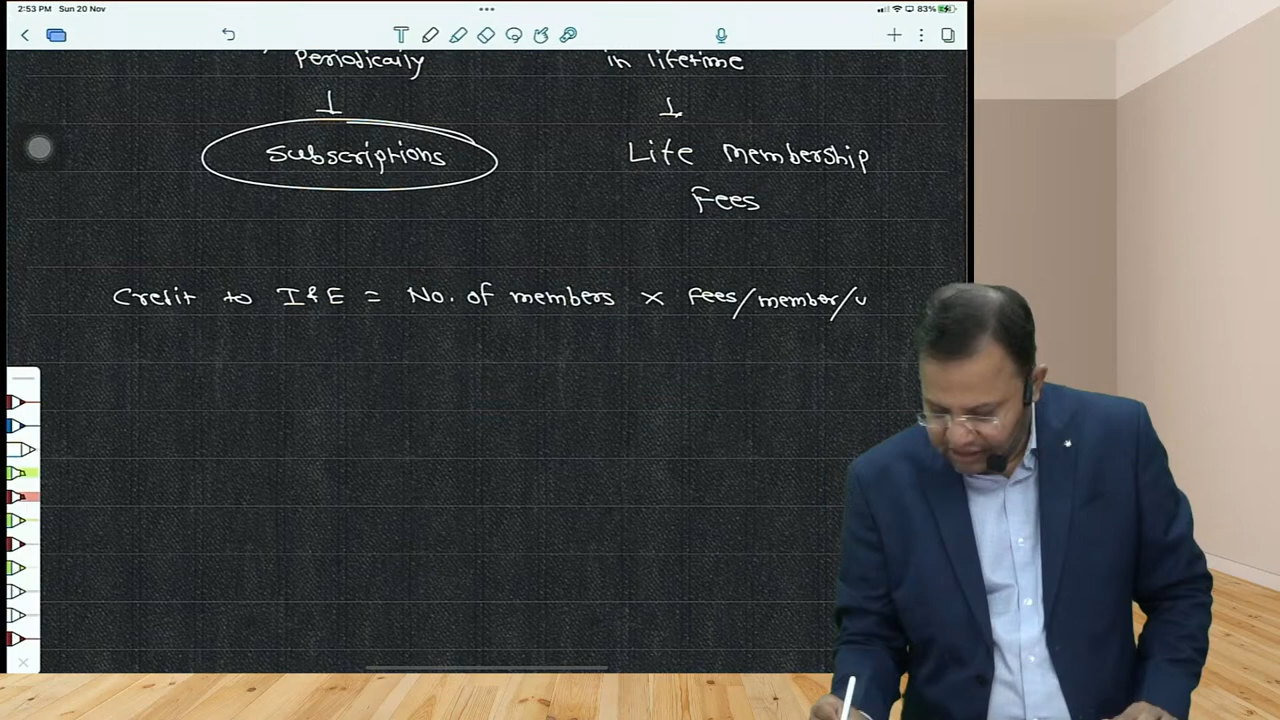 2:53 PM Sun 20 Nov
83%
Periodically
in lifetime
Subscriptions
Life membership
Fees
Credit to I&E = No. of members × Fees/member/